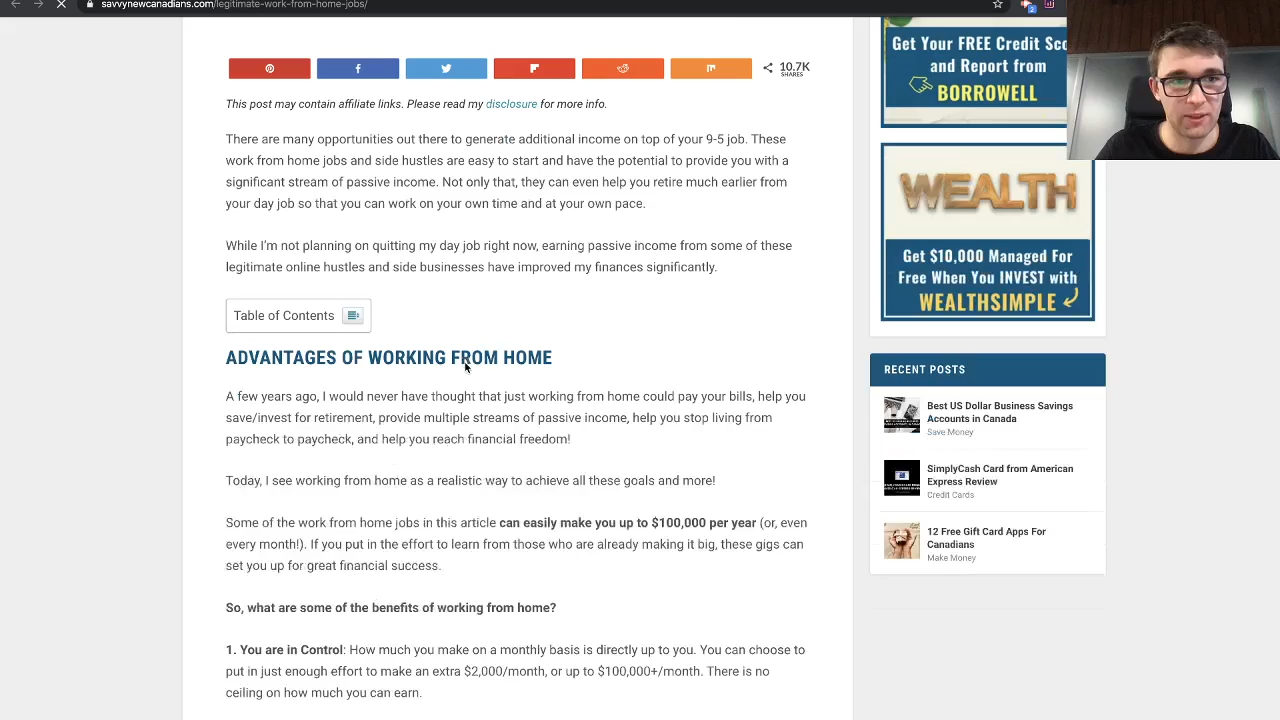 savvynewcanadians.com/legitimate-work-from-home-jobs/
2
f
10.7K
SHARES
This post may contain affiliate links. Please read my disclosure for more info.
There are many opportunities out there to generate additional income on top of your 9-5 job. These
work from home jobs and side hustles are easy to start and have the potential to provide you with a
significant stream of passive income. Not only that, they can even help you retire much earlier from
your day job so that you can work on your own time and at your own pace.
While I'm not planning on quitting my day job right now, earning passive income from some of these
legitimate online hustles and side businesses have improved my finances significantly.
Table of Contents
ADVANTAGES OF WORKING FROM HOME
A few years ago, I would never have thought that just working from home could pay your bills, help you
save/invest for retirement, provide multiple streams of passive income, help you stop living from
paycheck to paycheck, and help you reach financial freedom!
Today, I see working from home as a realistic way to achieve all these goals and more!
Some of the work from home jobs in this article can easily make you up to $100,000 per year (or, even
every month!). If you put in the effort to learn from those who are already making it big, these gigs can
set you up for great financial success.
So, what are some of the benefits of working from home?
1. You are in Control: How much you make on a monthly basis is directly up to you. You can choose to
put in just enough effort to make an extra $2,000/month, or up to $100,000+/month. There is no
ceiling on how much you can earn.
Get Your FREE Credit Sco
and Report from
BORROWELL
WEALTH
Get $10,000 Managed For
Free When You INVEST with
WEALTHSIMPLE
RECENT POSTS
Best US Dollar Business Savings
Accounts in Canada
Save Money
SimplyCash Card from American
Express Review
Credit Cards
12 Free Gift Card Apps For
Canadians
Make Money